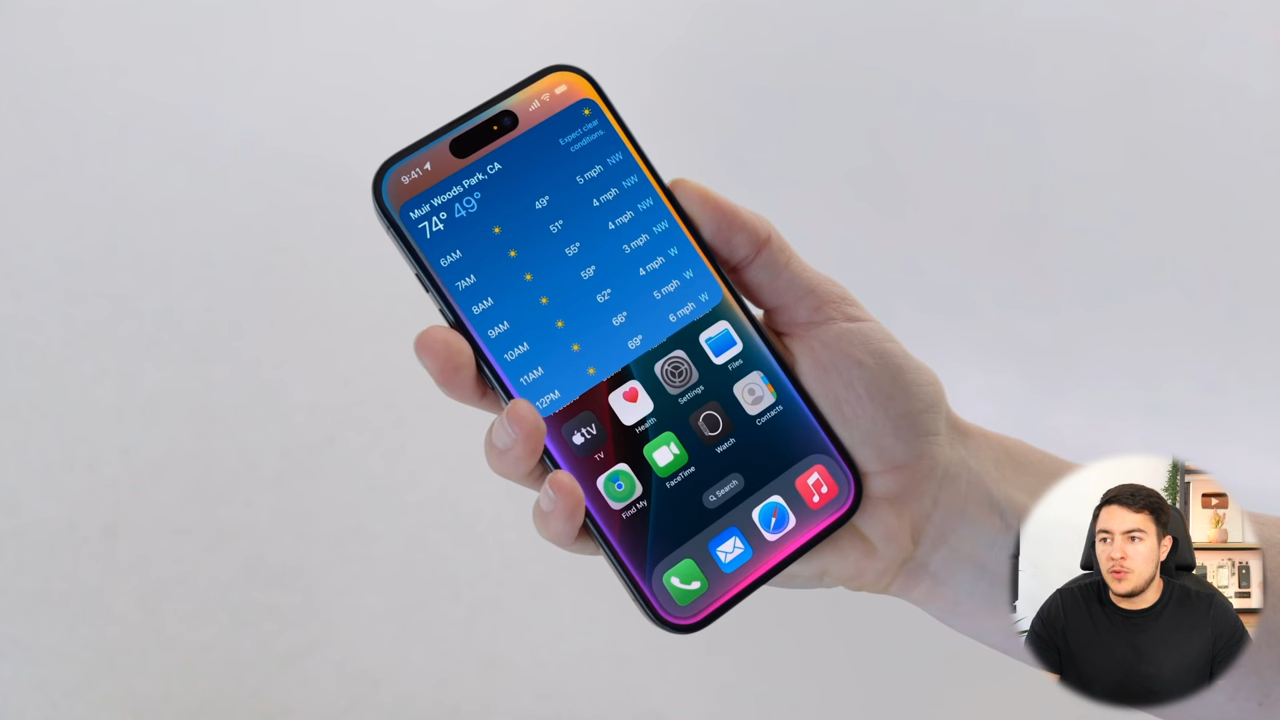 9:41
Muir Woods Park, CA
74° 49°
Expect clear
conditions.
6AM 49° 5 mph NW
7AM 51° 4 mph NW
8AM 55° 4 mph NW
9AM 59° 3 mph NW
10AM 62° 4 mph W
11AM 66° 5 mph W
12PM 69° 6 mph W
tv
TV
Health
Settings
Files
Find My
FaceTime
Watch
Contacts
Search